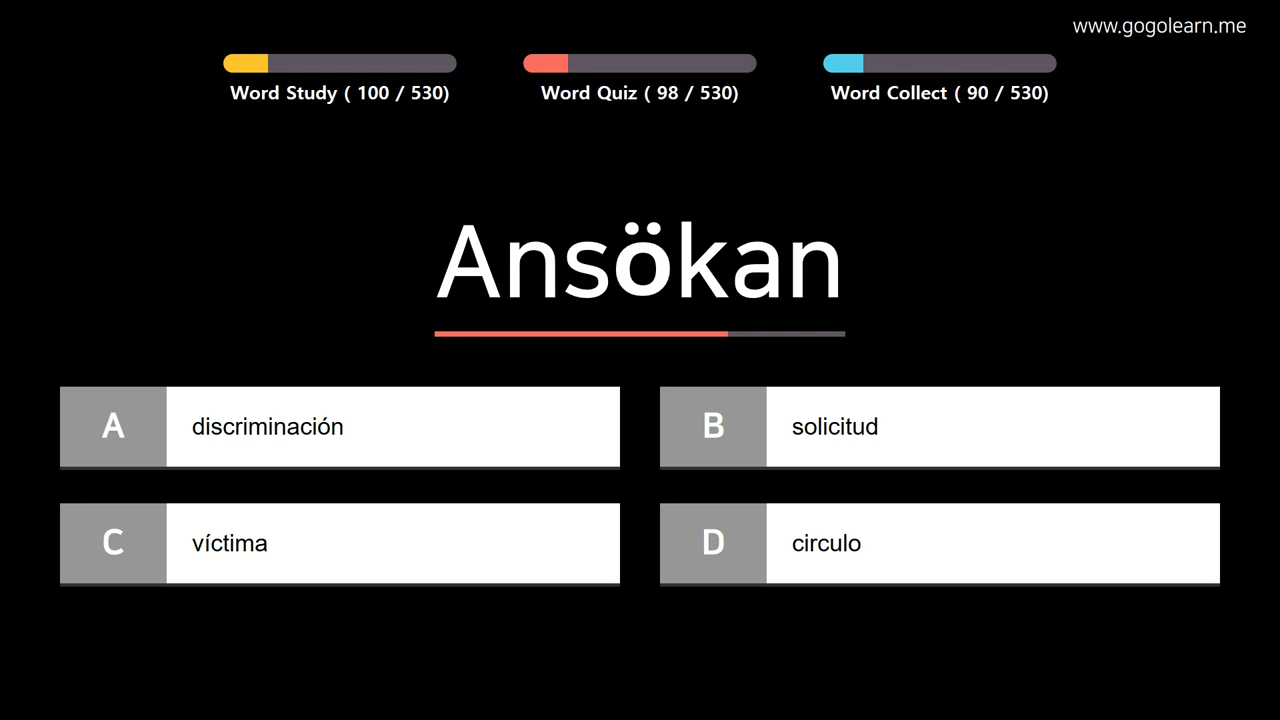 www.gogolearn.me
Word Study ( 100 / 530)
Word Quiz ( 98 / 530)
Word Collect ( 90 / 530)
Ansökan
A discriminación
B solicitud
C víctima
D circulo